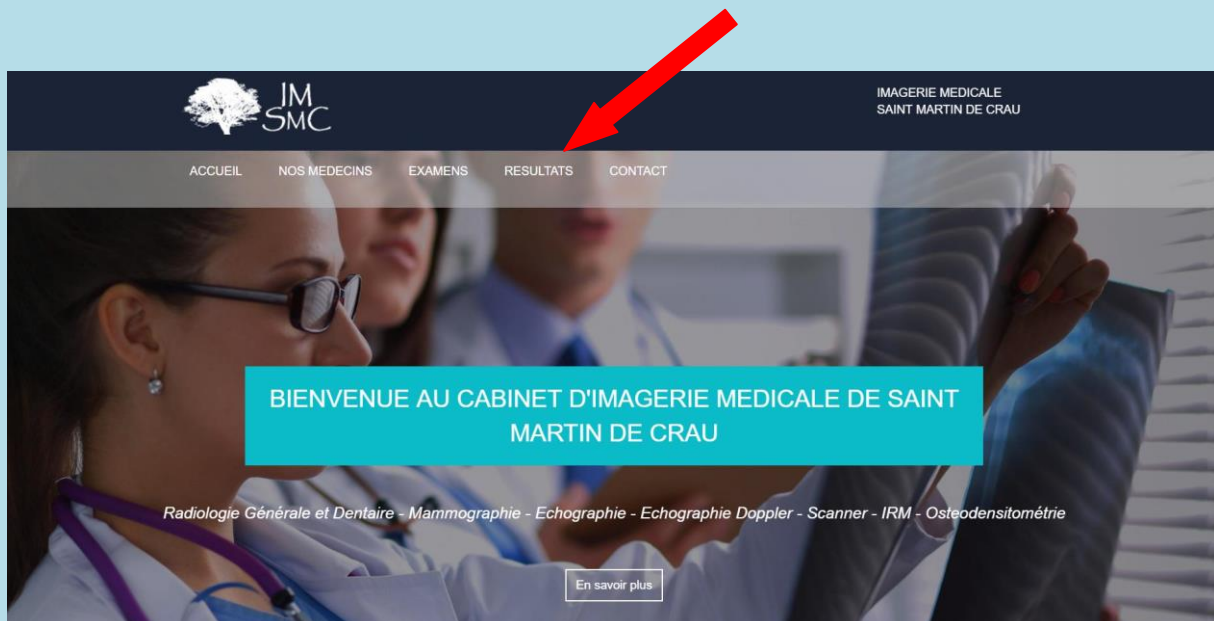 JM
SMC
IMAGERIE MEDICALE
SAINT MARTIN DE CRAU
ACCUEIL NOS MEDECINS EXAMENS RESULTATS CONTACT
BIENVENUE AU CABINET D'IMAGERIE MEDICALE DE SAINT
MARTIN DE CRAU
Radiologie Générale et Dentaire - Mammographie - Echographie - Echographie Doppler - Scanner - IRM - Osteodensitométrie
En savoir plus